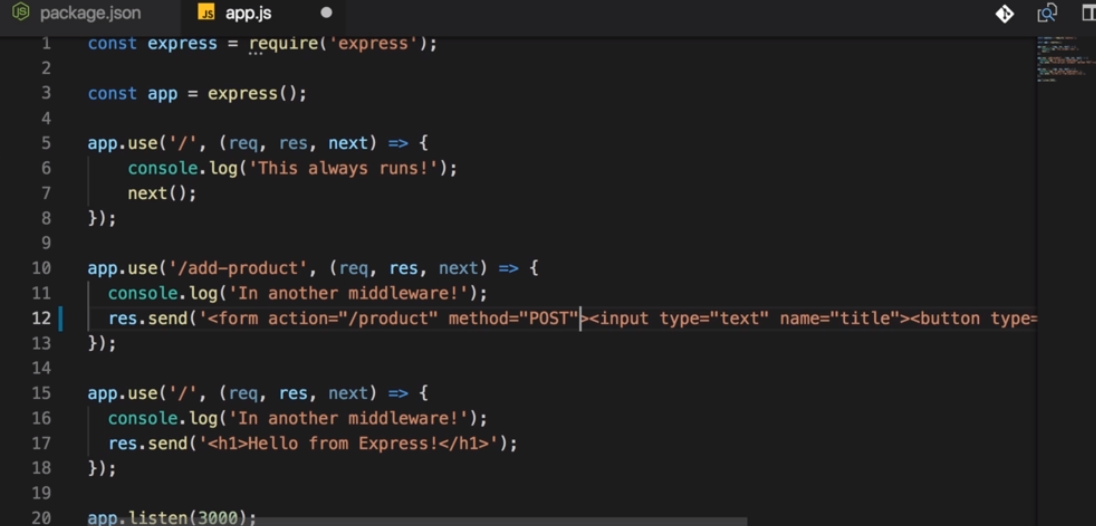 package.json
JS app.js
1 const express = require('express');
2
3 const app = express();
4
5 app.use('/', (req, res, next) => {
6 console.log('This always runs!');
7 next();
8 });
9
10 app.use('/add-product', (req, res, next) => {
11 console.log('In another middleware!');
12 res.send('<form action="/product" method="POST"><input type="text" name="title"><button type=
13 });
14
15 app.use('/', (req, res, next) => {
16 console.log('In another middleware!');
17 res.send('<h1>Hello from Express!</h1>');
18 });
19
20 app.listen(3000);